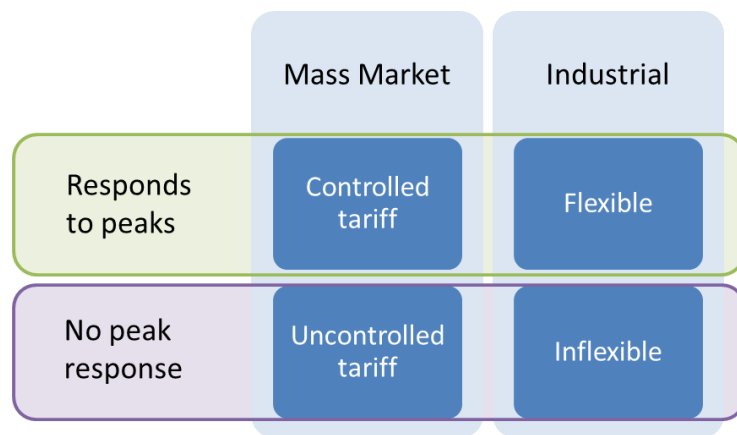 Mass Market
Industrial
Responds
to peaks
Controlled
tariff
Flexible
No peak
response
Uncontrolled
tariff
Inflexible